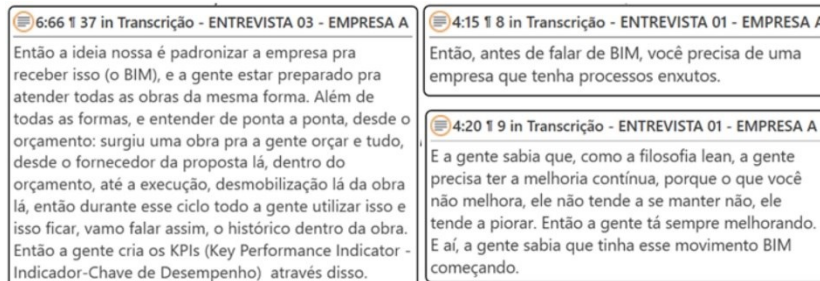 6:66 ¶ 37 in Transcrição - ENTREVISTA 03 - EMPRESA A
Então a ideia nossa é padronizar a empresa pra
receber isso (o BIM), e a gente estar preparado pra
atender todas as obras da mesma forma. Além de
todas as formas, e entender de ponta a ponta, desde o
orçamento: surgiu uma obra pra a gente orçar e tudo,
desde o fornecedor da proposta lá, dentro do
orçamento, até a execução, desmobilização lá da obra
lá, então durante esse ciclo todo a gente utilizar isso e
isso ficar, vamo falar assim, o histórico dentro da obra.
Então a gente cria os KPIs (Key Performance Indicator -
Indicador-Chave de Desempenho) através disso.
4:15 ¶ 8 in Transcrição - ENTREVISTA 01 - EMPRESA A
Então, antes de falar de BIM, você precisa de uma
empresa que tenha processos enxutos.
4:20 ¶ 9 in Transcrição - ENTREVISTA 01 - EMPRESA A
E a gente sabia que, como a filosofia lean, a gente
precisa ter a melhoria contínua, porque o que você
não melhora, ele não tende a se manter não, ele
tende a piorar. Então a gente tá sempre melhorando.
E aí, a gente sabia que tinha esse movimento BIM
começando.